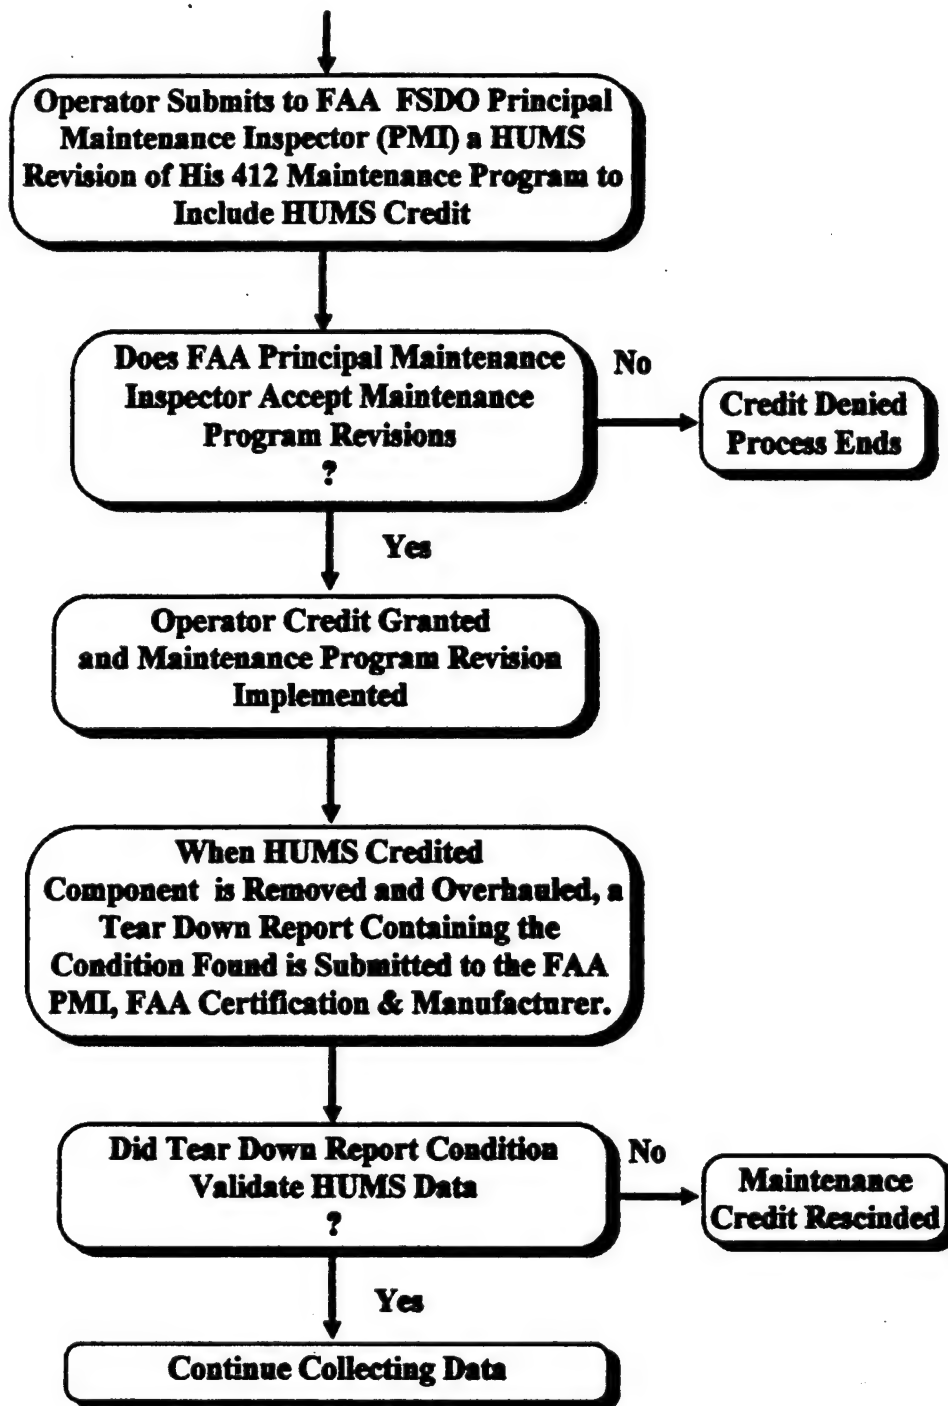 Operator Submits to FAA FSDO Principal
Maintenance Inspector (PMI) a HUMS
Revision of His 412 Maintenance Program to
Include HUMS Credit
Does FAA Principal Maintenance
Inspector Accept Maintenance
Program Revisions
?
No
Credit Denied
Process Ends
Yes
Operator Credit Granted
and Maintenance Program Revision
Implemented
When HUMS Credited
Component is Removed and Overhauled, a
Tear Down Report Containing the
Condition Found is Submitted to the FAA
PMI, FAA Certification & Manufacturer.
Did Tear Down Report Condition
Validate HUMS Data
?
No
Maintenance
Credit Rescinded
Yes
Continue Collecting Data